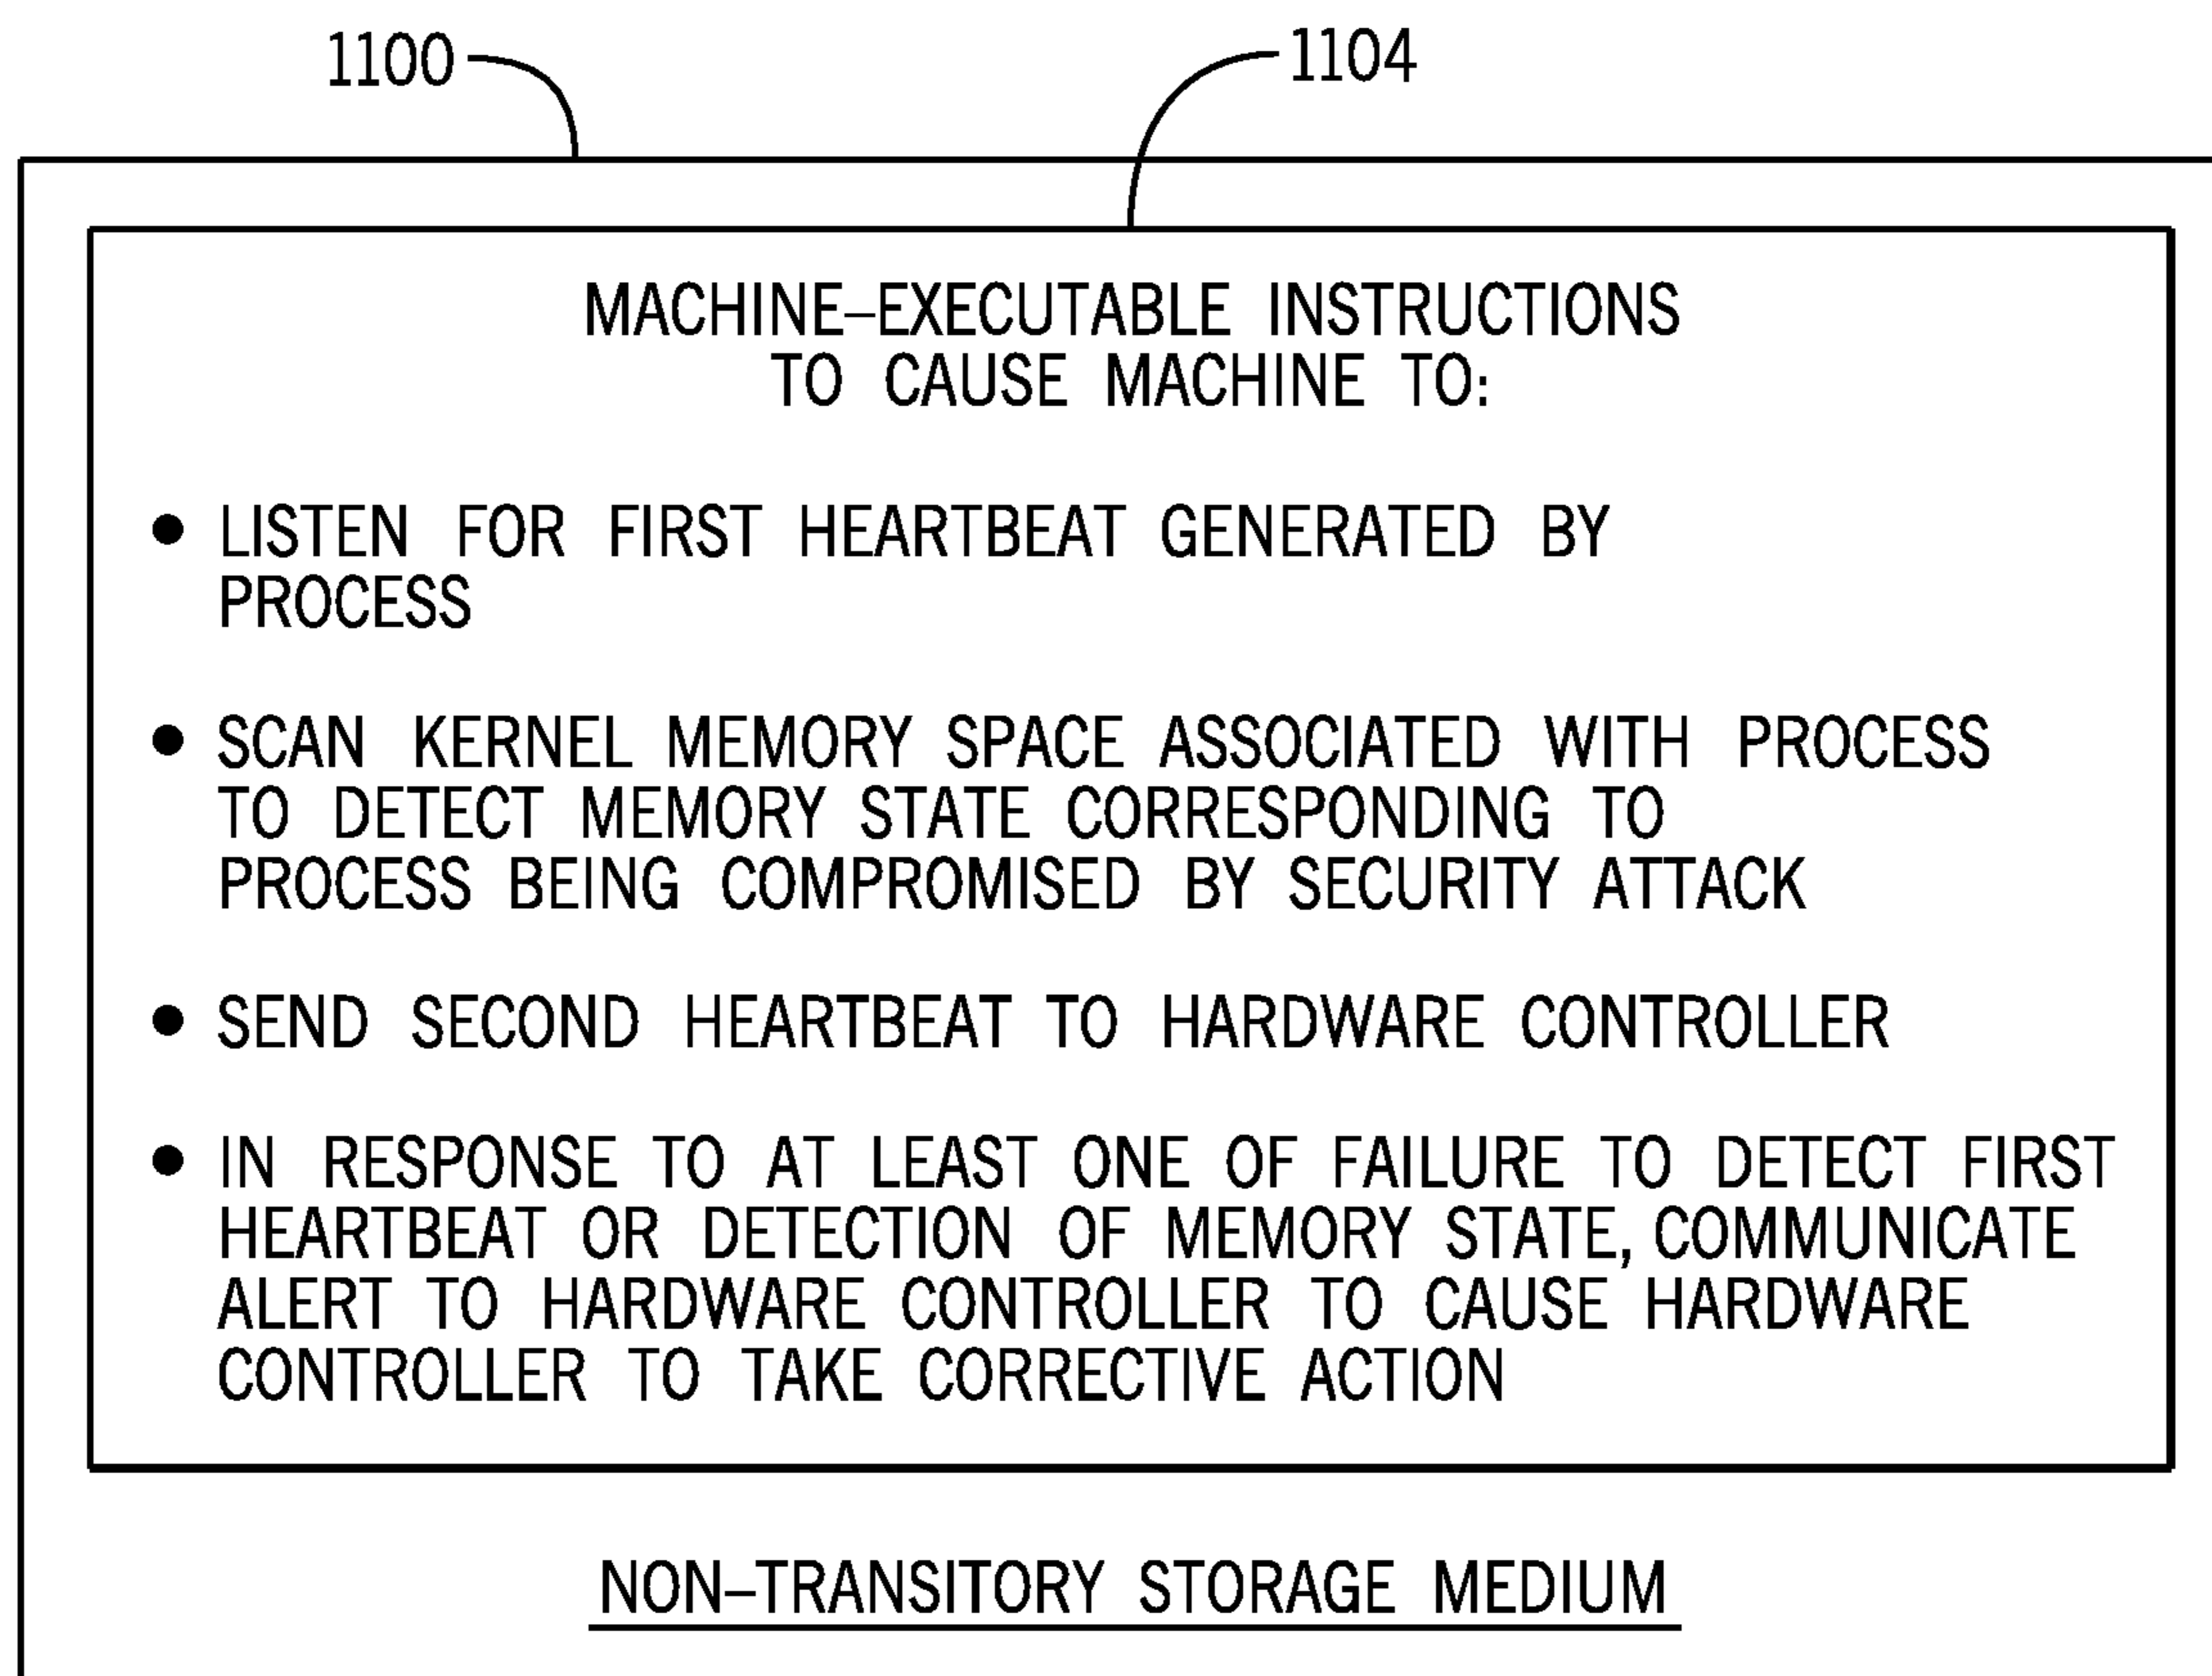 1100
1104
MACHINE–EXECUTABLE INSTRUCTIONS
TO CAUSE MACHINE TO:
● LISTEN FOR FIRST HEARTBEAT GENERATED BY
PROCESS
● SCAN KERNEL MEMORY SPACE ASSOCIATED WITH PROCESS
TO DETECT MEMORY STATE CORRESPONDING TO
PROCESS BEING COMPROMISED BY SECURITY ATTACK
● SEND SECOND HEARTBEAT TO HARDWARE CONTROLLER
● IN RESPONSE TO AT LEAST ONE OF FAILURE TO DETECT FIRST
HEARTBEAT OR DETECTION OF MEMORY STATE, COMMUNICATE
ALERT TO HARDWARE CONTROLLER TO CAUSE HARDWARE
CONTROLLER TO TAKE CORRECTIVE ACTION
NON–TRANSITORY STORAGE MEDIUM